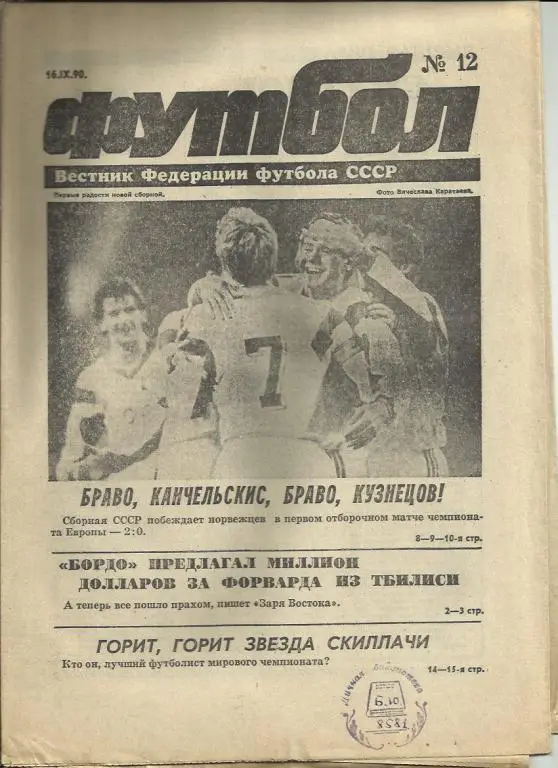 № 12
16.IX.90.
футбол
Вестник Федерации футбола СССР
Первые радости новой сборной.
Фото Вячеслава Каратаева.
7
БРАВО, КАНЧЕЛЬСКИС, БРАВО, КУЗНЕЦОВ!
Сборная СССР побеждает норвежцев в первом отборочном матче чемпиона-
та Европы — 2:0.
8—9—10-я стр.
«БОРДО» ПРЕДЛАГАЛ МИЛЛИОН
ДОЛЛАРОВ ЗА ФОРВАРДА ИЗ ТБИЛИСИ
А теперь все пошло прахом, пишет «Заря Востока».
2—3 стр.
ГОРИТ, ГОРИТ ЗВЕЗДА СКИЛЛАЧИ
Кто он, лучший футболист мирового чемпионата?
14—15-я стр.
Личная библиотека